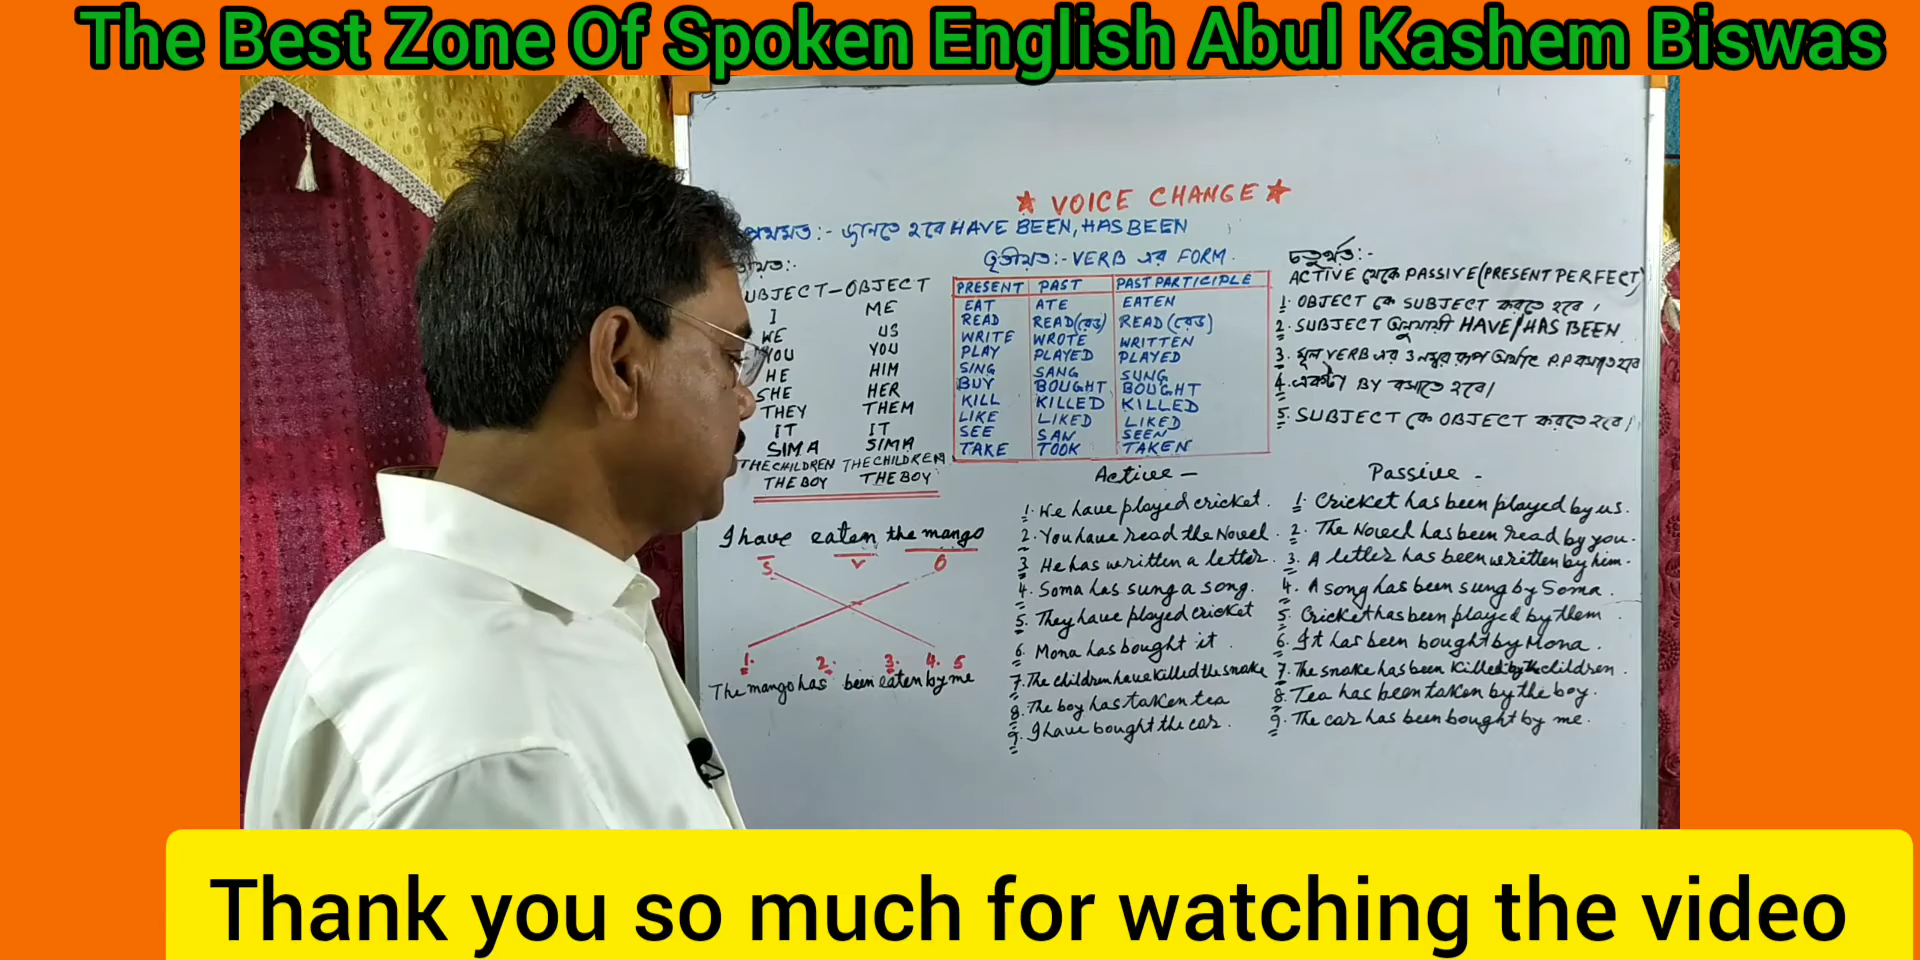 The Best Zone Of Spoken English Abul Kashem Biswas
★ VOICE CHANGE ★
প্রথমত:- জানতে হবে HAVE BEEN, HAS BEEN
য়ত:-
UBJECT-OBJECT
I ME
WE US
YOU YOU
HE HIM
SHE HER
THEY THEM
IT IT
SIMA SIMA
THE CHILDREN THE CHILDREN
THE BOY THE BOY
তৃতীয়ত:- VERB এর FORM.
PRESENT PAST PAST PARTICIPLE
EAT ATE EATEN
READ READ(রেড) READ (রেড)
WRITE WROTE WRITTEN
PLAY PLAYED PLAYED
SING SANG SUNG
BUY BOUGHT BOUGHT
KILL KILLED KILLED
LIKE LIKED LIKED
SEE SAW SEEN
TAKE TOOK TAKEN
চতুর্থত:-
ACTIVE থেকে PASSIVE (PRESENT PERFECT)
1. OBJECT কে SUBJECT করতে হবে।
2. SUBJECT অনুযায়ী HAVE/HAS BEEN.
3. মূল VERB এর ৩ নম্বর রূপ অর্থাৎ P.P বসাতে হবে
4. একটা BY বসাতে হবে।
5. SUBJECT কে OBJECT করতে হবে।
I have eaten the mango
S V O
1. 2. 3. 4. 5
The mango has been eaten by me
Active -
1. We have played cricket.
2. You have read the Novel.
3. He has written a letter.
4. Soma has sung a song.
5. They have played cricket
6. Mona has bought it.
7. The children have killed the snake
8. The boy has taken tea
9. I have bought the car.
Passive -
1. Cricket has been played by us.
2. The Novel has been read by you.
3. A letter has been written by him.
4. A song has been sung by Soma.
5. Cricket has been played by them
6. It has been bought by Mona.
7. The snake has been killed by the children.
8. Tea has been taken by the boy.
9. The car has been bought by me.
Thank you so much for watching the video